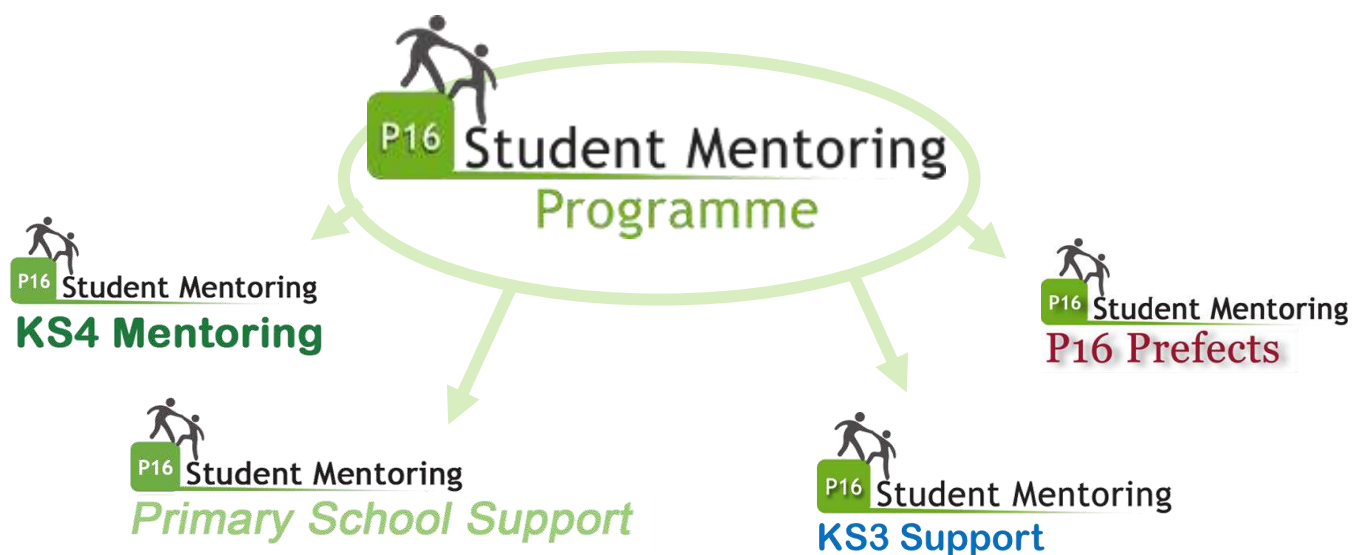 P16 Student Mentoring
Programme
P16 Student Mentoring
KS4 Mentoring
P16 Student Mentoring
P16 Prefects
P16 Student Mentoring
Primary School Support
P16 Student Mentoring
KS3 Support